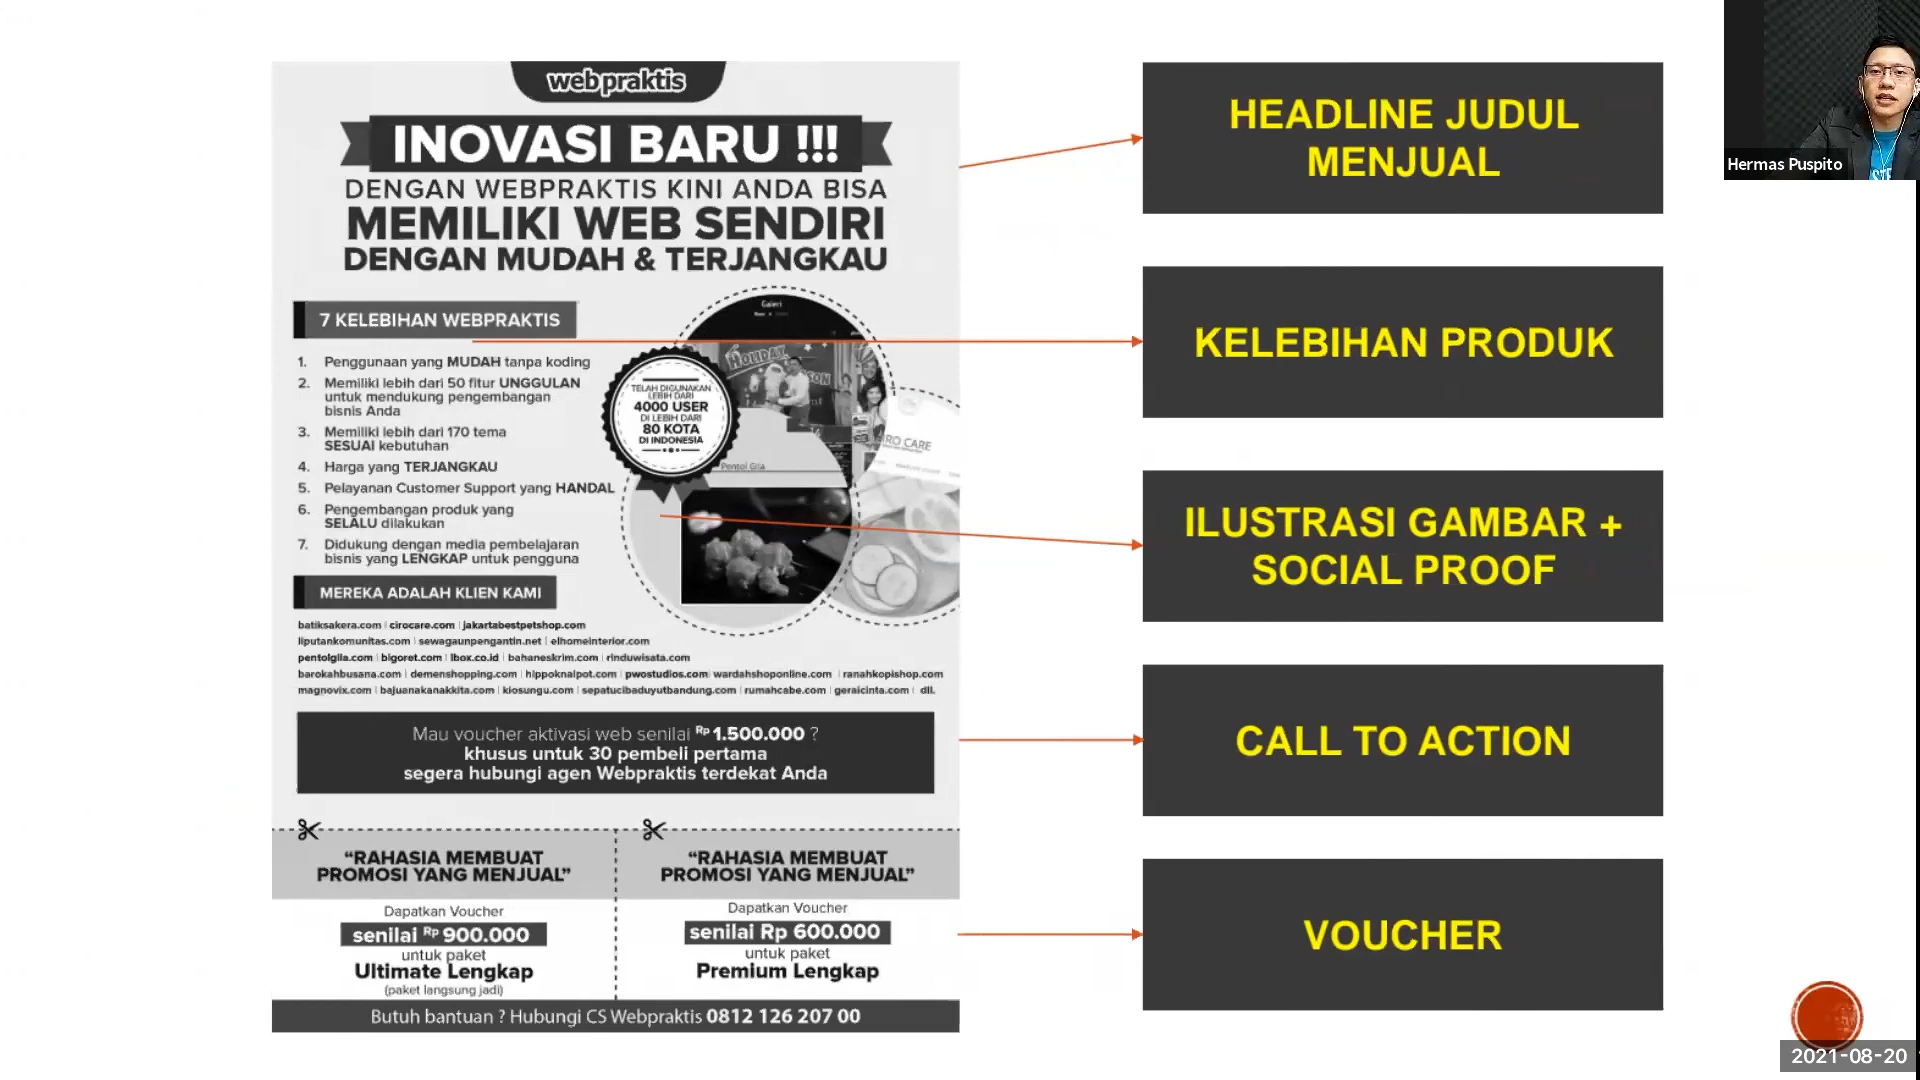 webpraktis
INOVASI BARU !!!
DENGAN WEBPRAKTIS KINI ANDA BISA
MEMILIKI WEB SENDIRI
DENGAN MUDAH & TERJANGKAU
7 KELEBIHAN WEBPRAKTIS
1. Penggunaan yang MUDAH tanpa koding
2. Memiliki lebih dari 50 fitur UNGGULAN
untuk mendukung pengembangan
bisnis Anda
3. Memiliki lebih dari 170 tema
SESUAI kebutuhan
4. Harga yang TERJANGKAU
5. Pelayanan Customer Support yang HANDAL
6. Pengembangan produk yang
SELALU dilakukan
7. Didukung dengan media pembelajaran
bisnis yang LENGKAP untuk pengguna
Galeri
HOLIDAY
TELAH DIGUNAKAN
LEBIH DARI
4000 USER
DI LEBIH DARI
80 KOTA
DI INDONESIA
Pentol Gila
CARE
MEREKA ADALAH KLIEN KAMI
batiksakera.com | cirocare.com | jakartabestpetshop.com
liputankomunitas.com | sewagaunpengantin.net | elhomeinterior.com
pentolgila.com | bigoret.com | ibox.co.id | bahaneskrim.com | rinduwisata.com
barokahbusana.com | demenshopping.com | hippoknalpot.com | pwostudios.com | wardahshoponline.com | ranahkopishop.com
magnovix.com | bajuanakanakkita.com | kiosungu.com | sepatucibaduyutbandung.com | rumahcabe.com | geraicinta.com | dll.
Mau voucher aktivasi web senilai Rp 1.500.000 ?
khusus untuk 30 pembeli pertama
segera hubungi agen Webpraktis terdekat Anda
“RAHASIA MEMBUAT
PROMOSI YANG MENJUAL”
Dapatkan Voucher
senilai Rp 900.000
untuk paket
Ultimate Lengkap
(paket langsung jadi)
“RAHASIA MEMBUAT
PROMOSI YANG MENJUAL”
Dapatkan Voucher
senilai Rp 600.000
untuk paket
Premium Lengkap
Butuh bantuan ? Hubungi CS Webpraktis 0812 126 207 00
HEADLINE JUDUL
MENJUAL
KELEBIHAN PRODUK
ILUSTRASI GAMBAR +
SOCIAL PROOF
CALL TO ACTION
VOUCHER
Hermas Puspito
2021-08-20